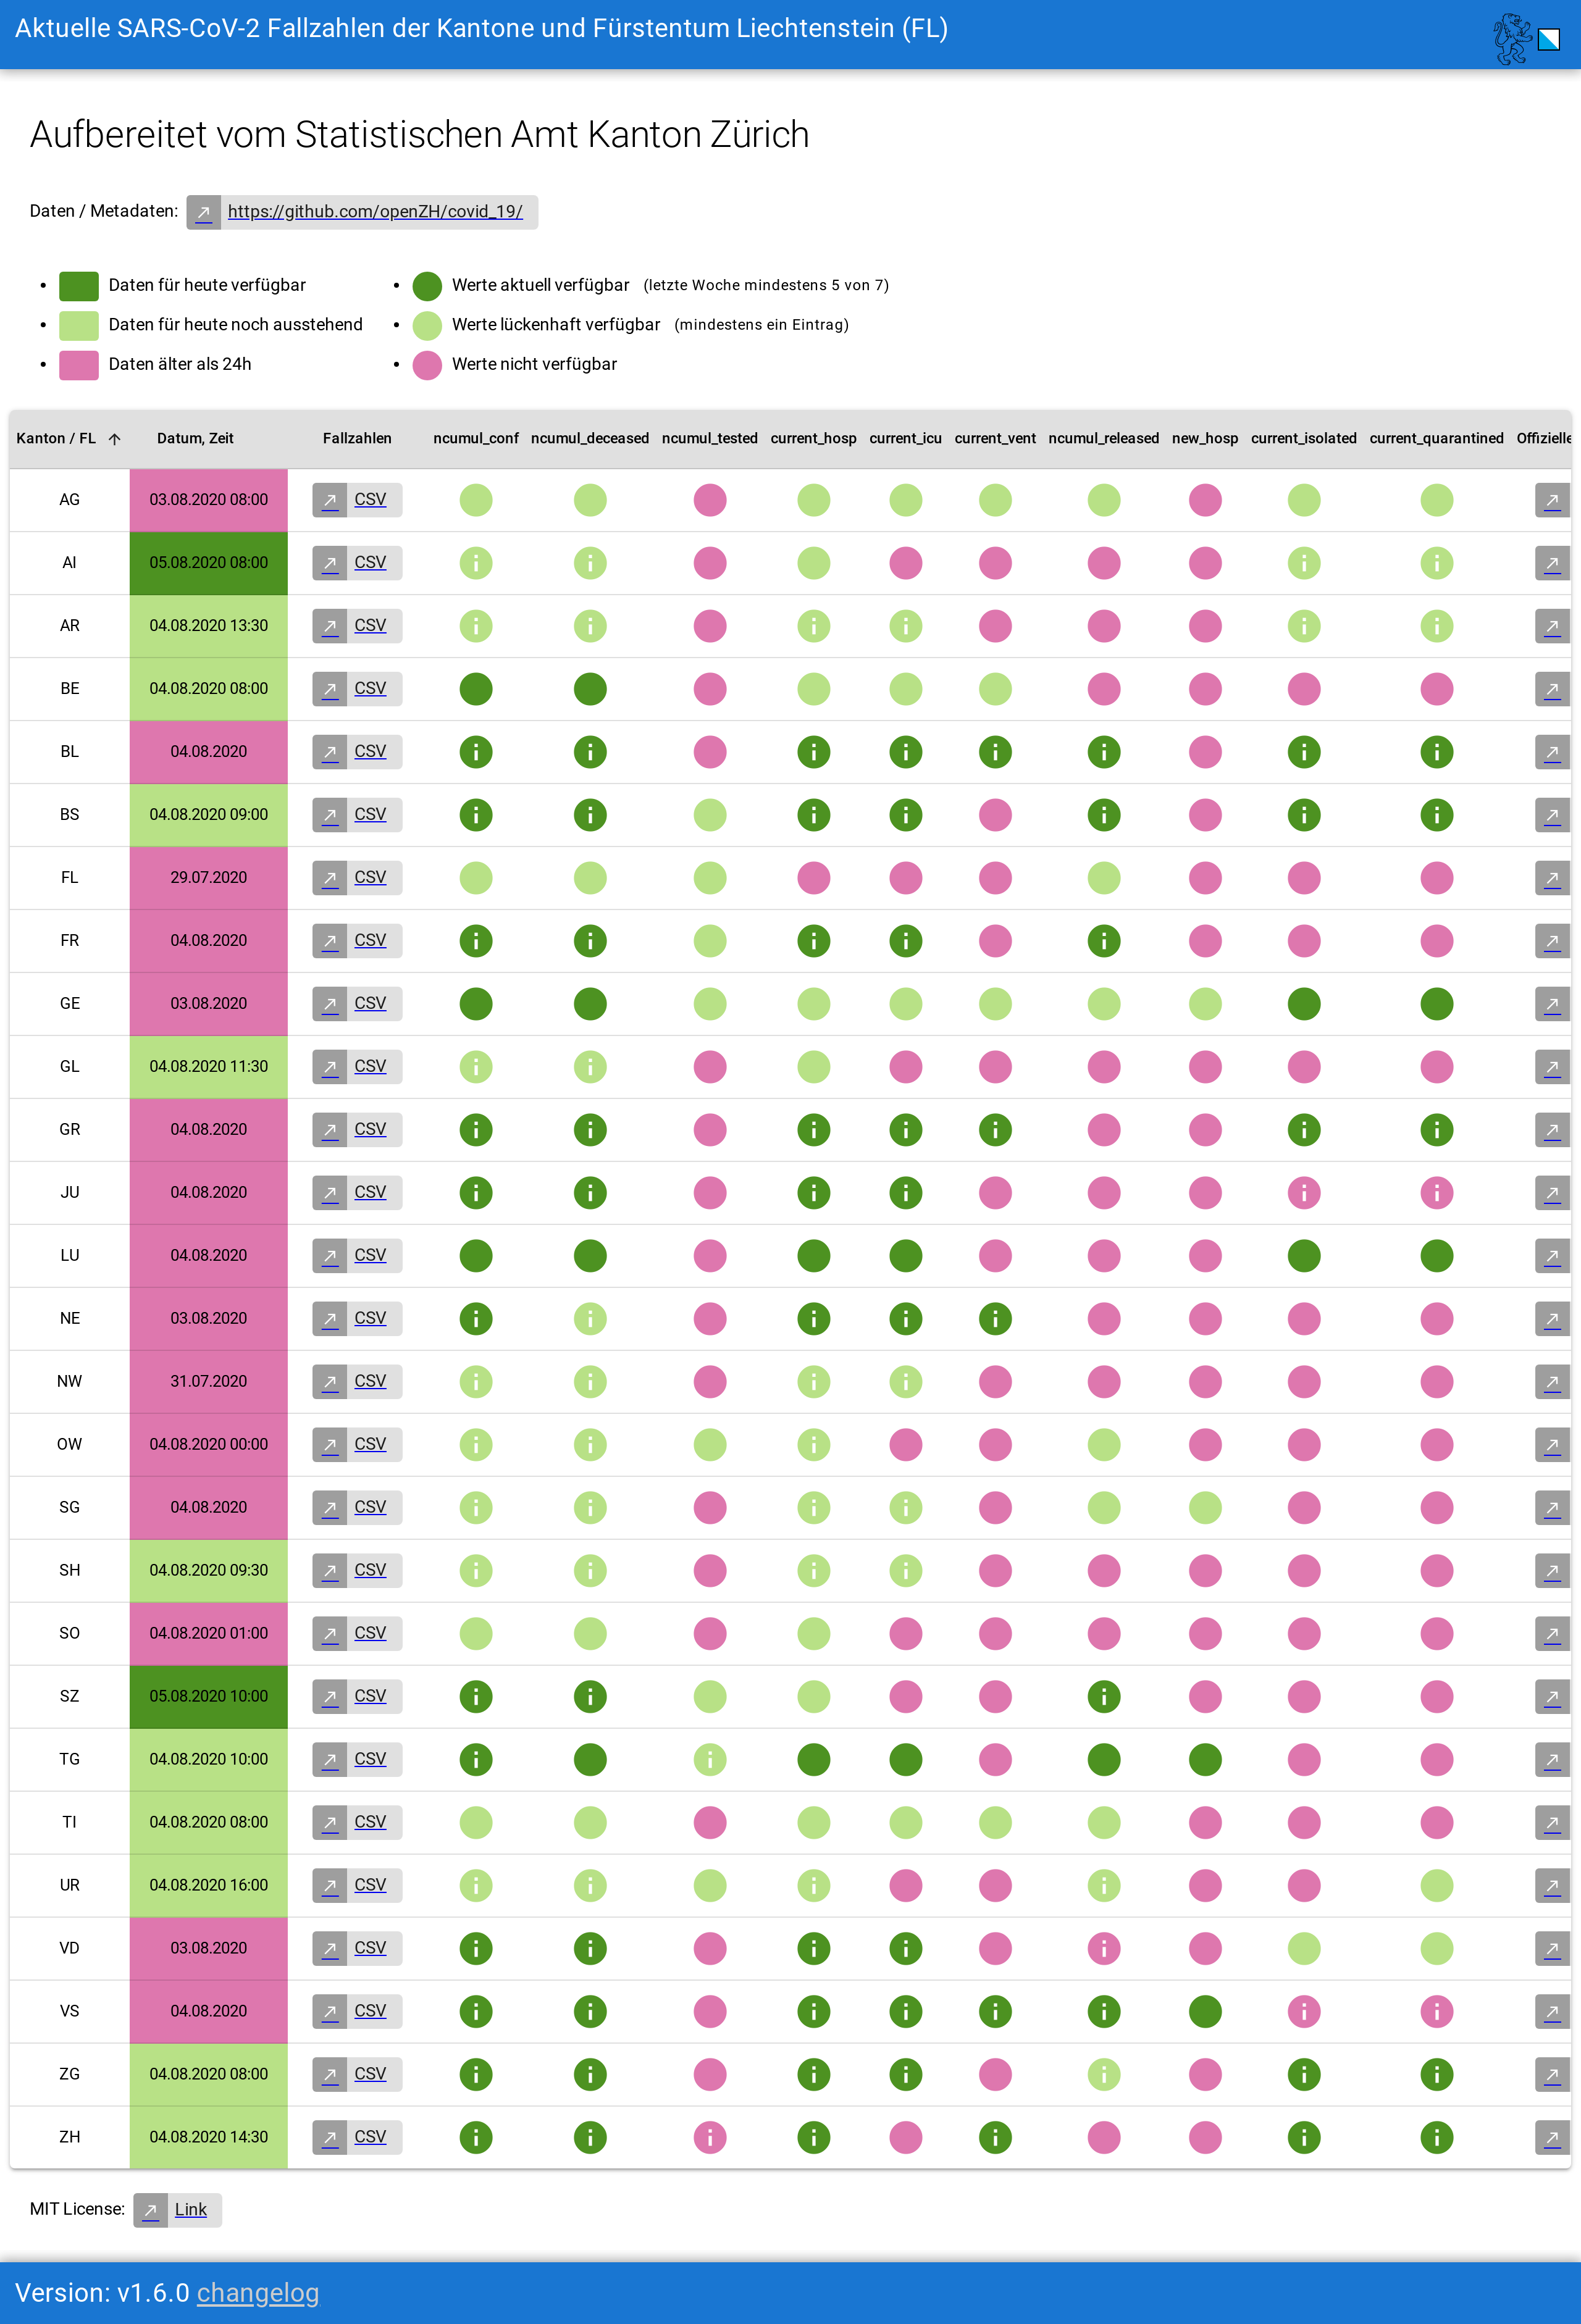 Aktuelle SARS-CoV-2 Fallzahlen der Kantone und Fürstentum Liechtenstein (FL)
Aufbereitet vom Statistischen Amt Kanton Zürich
Daten / Metadaten: https://github.com/openZH/covid_19/
Daten für heute verfügbar
Daten für heute noch ausstehend
Daten älter als 24h
Werte aktuell verfügbar (letzte Woche mindestens 5 von 7)
Werte lückenhaft verfügbar (mindestens ein Eintrag)
Werte nicht verfügbar
Kanton / FL Datum, Zeit Fallzahlen ncumul_conf ncumul_deceased ncumul_tested current_hosp current_icu current_vent ncumul_released new_hosp current_isolated current_quarantined Offizielle
AG 03.08.2020 08:00 CSV
AI 05.08.2020 08:00 CSV
AR 04.08.2020 13:30 CSV
BE 04.08.2020 08:00 CSV
BL 04.08.2020 CSV
BS 04.08.2020 09:00 CSV
FL 29.07.2020 CSV
FR 04.08.2020 CSV
GE 03.08.2020 CSV
GL 04.08.2020 11:30 CSV
GR 04.08.2020 CSV
JU 04.08.2020 CSV
LU 04.08.2020 CSV
NE 03.08.2020 CSV
NW 31.07.2020 CSV
OW 04.08.2020 00:00 CSV
SG 04.08.2020 CSV
SH 04.08.2020 09:30 CSV
SO 04.08.2020 01:00 CSV
SZ 05.08.2020 10:00 CSV
TG 04.08.2020 10:00 CSV
TI 04.08.2020 08:00 CSV
UR 04.08.2020 16:00 CSV
VD 03.08.2020 CSV
VS 04.08.2020 CSV
ZG 04.08.2020 08:00 CSV
ZH 04.08.2020 14:30 CSV
MIT License: Link
Version: v1.6.0 changelog